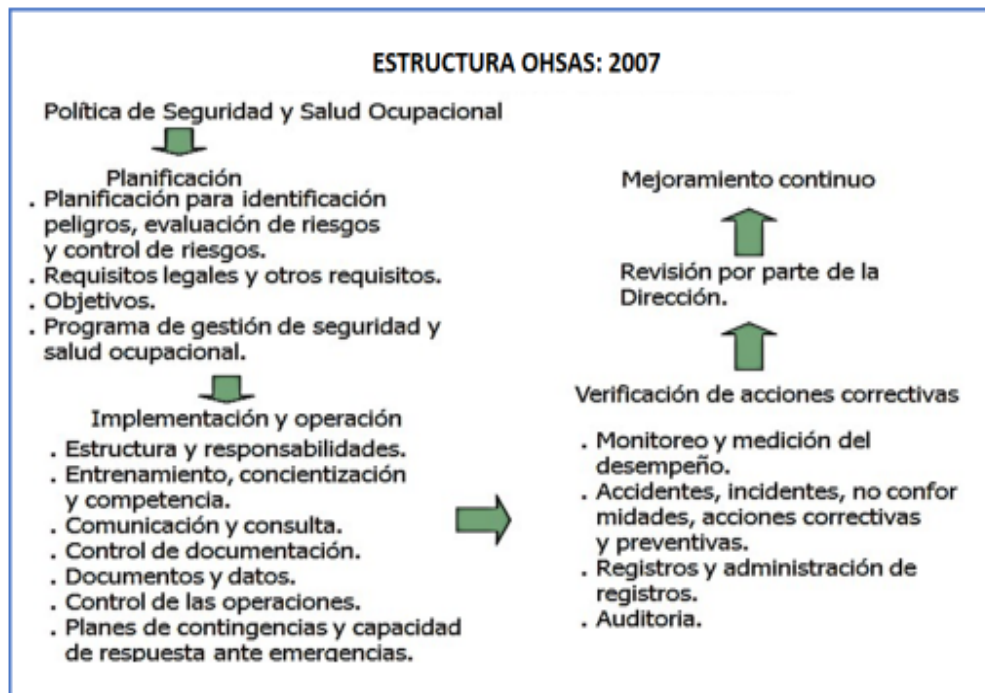 ESTRUCTURA OHSAS: 2007
Política de Seguridad y Salud Ocupacional
Planificación
. Planificación para identificación
peligros, evaluación de riesgos
y control de riesgos.
. Requisitos legales y otros requisitos.
. Objetivos.
. Programa de gestión de seguridad y
salud ocupacional.
Implementación y operación
. Estructura y responsabilidades.
. Entrenamiento, concientización
y competencia.
. Comunicación y consulta.
. Control de documentación.
. Documentos y datos.
. Control de las operaciones.
. Planes de contingencias y capacidad
de respuesta ante emergencias.
Verificación de acciones correctivas
. Monitoreo y medición del
desempeño.
. Accidentes, incidentes, no confor
midades, acciones correctivas
y preventivas.
. Registros y administración de
registros.
. Auditoria.
Revisión por parte de la
Dirección.
Mejoramiento continuo